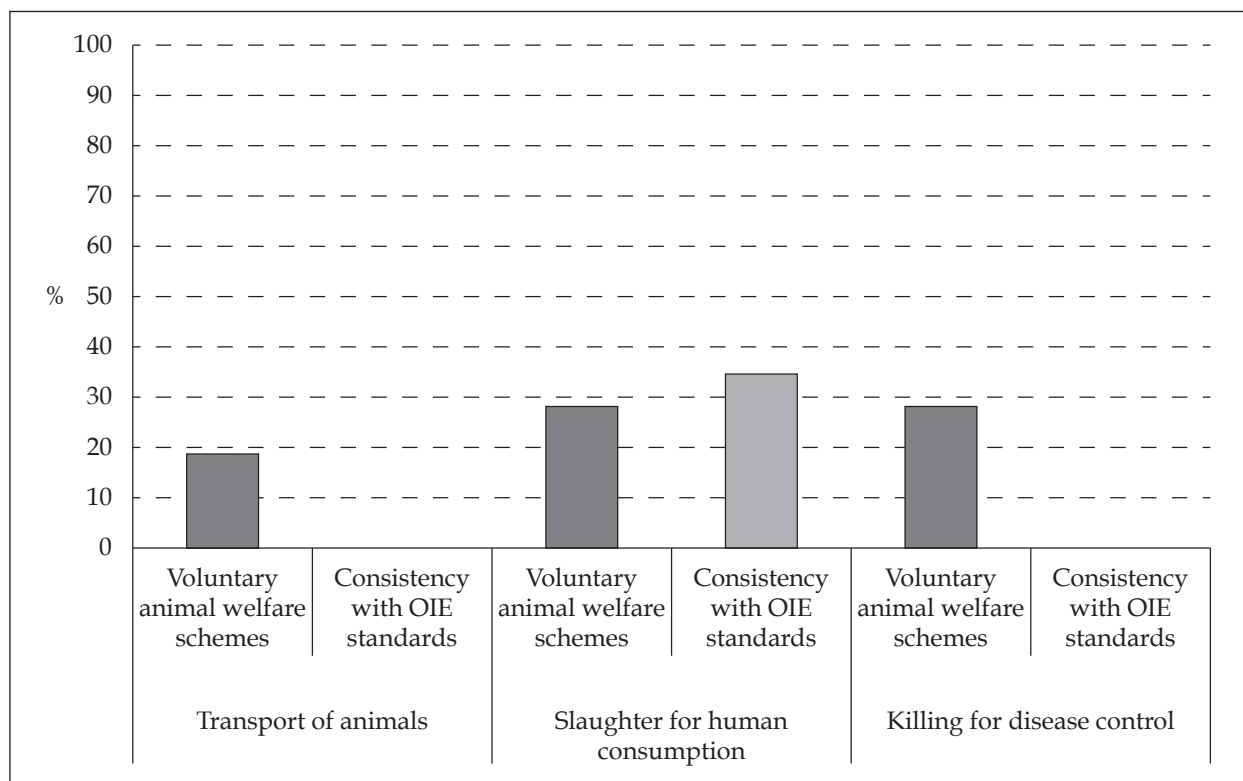 100
90
80
70
60
% 50
40
30
20
10
0
Voluntary
animal welfare
schemes
Consistency
with OIE
standards
Voluntary
animal welfare
schemes
Consistency
with OIE
standards
Voluntary
animal welfare
schemes
Consistency
with OIE
standards
Transport of animals
Slaughter for human
consumption
Killing for disease control